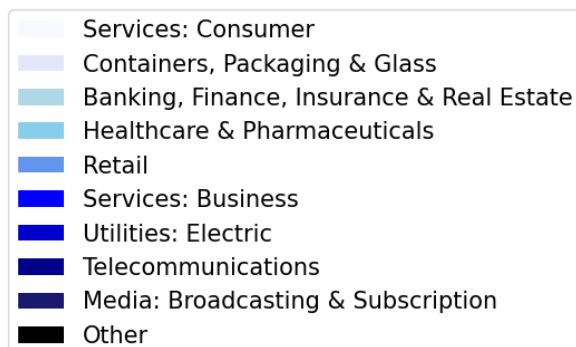 Services: Consumer
Containers, Packaging & Glass
Banking, Finance, Insurance & Real Estate
Healthcare & Pharmaceuticals
Retail
Services: Business
Utilities: Electric
Telecommunications
Media: Broadcasting & Subscription
Other